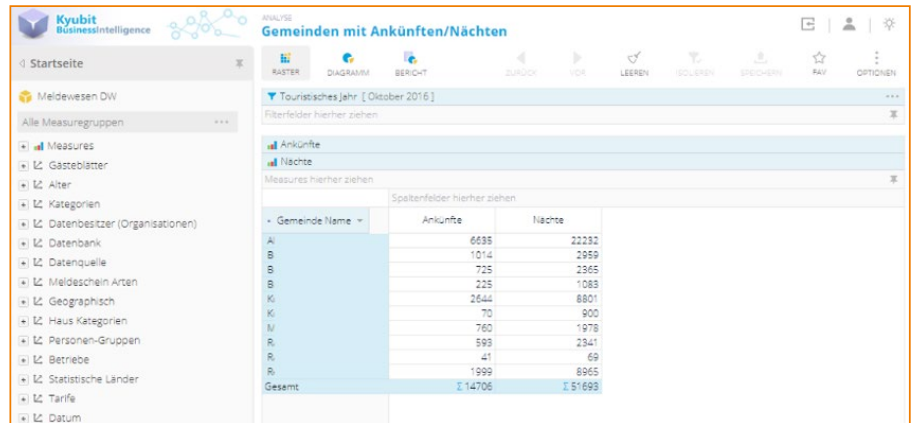 Kyubit
BusinessIntelligence
ANALYSE
Gemeinden mit Ankünften/Nächten
Startseite
RASTER DIAGRAMM BERICHT ZURÜCK VOR LEEREN ISOLIEREN SPEICHERN FAV OPTIONEN
Meldewesen DW
Alle Measuregruppen ...
Measures
Gästeblätter
Alter
Kategorien
Datenbesitzer (Organisationen)
Datenbank
Datenquelle
Meldeschein Arten
Geographisch
Haus Kategorien
Personen-Gruppen
Betriebe
Statistische Länder
Tarife
Datum
Touristisches Jahr [ Oktober 2016 ] ...
Filterfelder hierher ziehen
Ankünfte
Nächte
Measures hierher ziehen
Spaltenfelder hierher ziehen
Gemeinde Name Ankünfte Nächte
6635 22232
B 1014 2959
B 725 2365
B 225 1083
K 2644 8801
K 70 900
M 760 1978
R 593 2341
R 41 69
R 1999 8965
Gesamt Σ 14706 Σ 51693